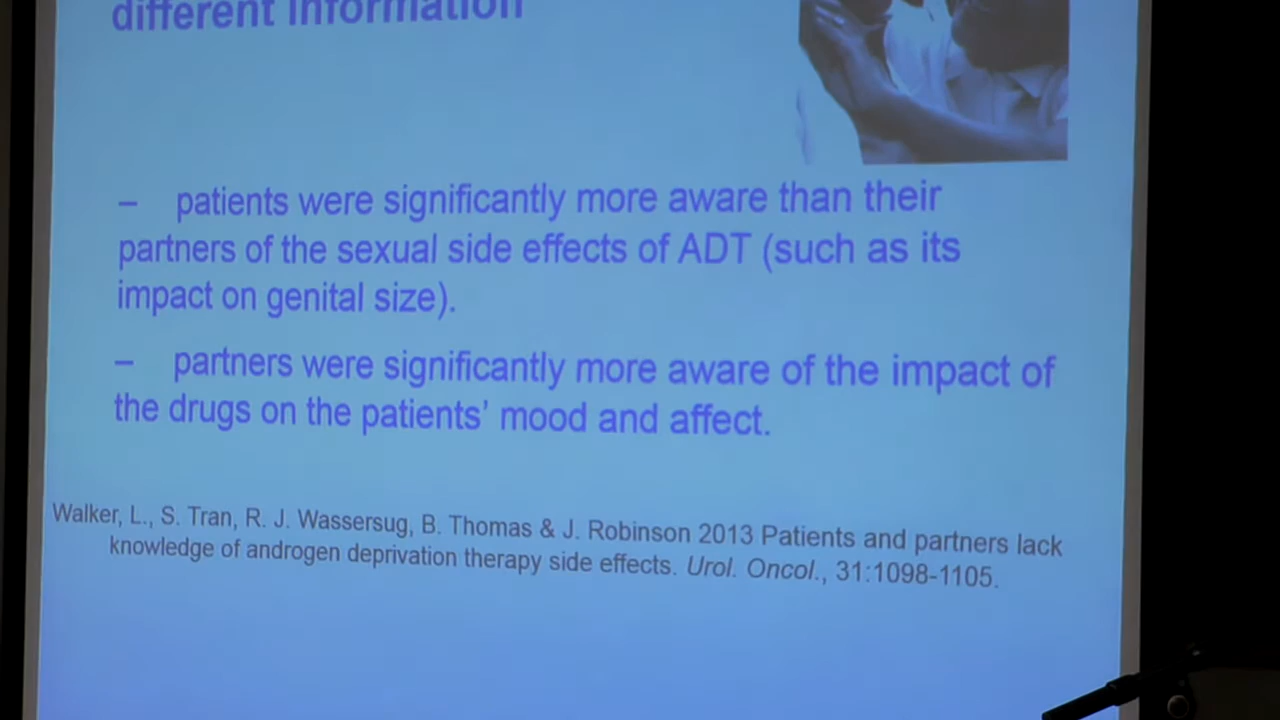 different information
– patients were significantly more aware than their
partners of the sexual side effects of ADT (such as its
impact on genital size).
– partners were significantly more aware of the impact of
the drugs on the patients’ mood and affect.
Walker, L., S. Tran, R. J. Wassersug, B. Thomas & J. Robinson 2013 Patients and partners lack
knowledge of androgen deprivation therapy side effects. Urol. Oncol., 31:1098-1105.